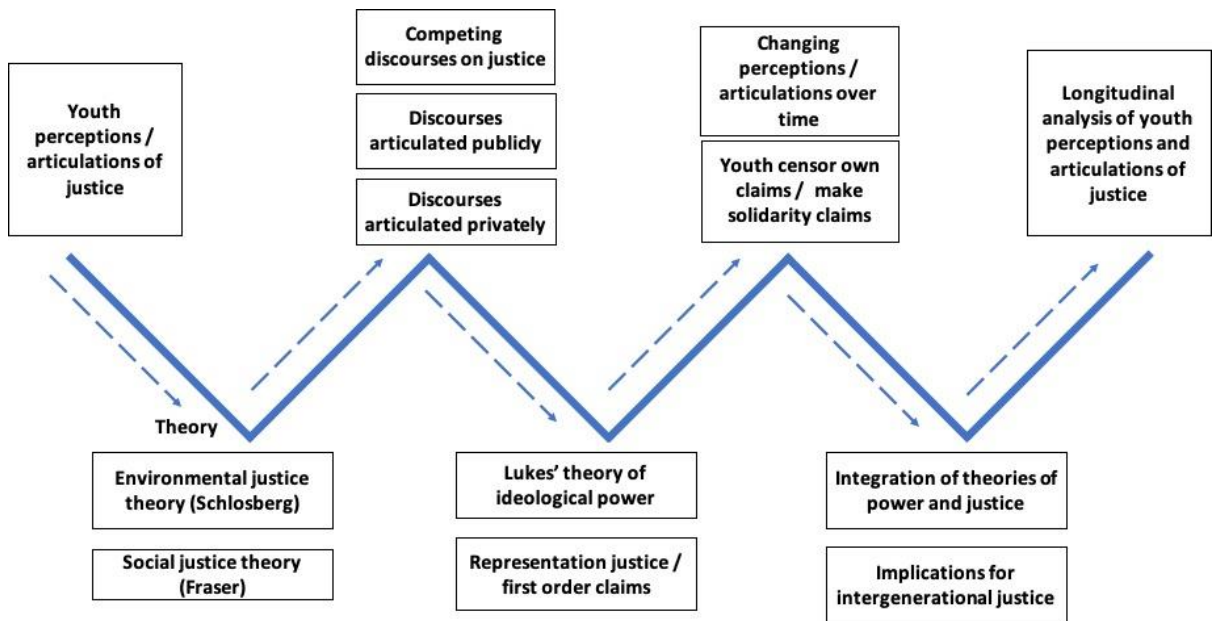 Youth
perceptions /
articulations of
justice
Competing
discourses on justice
Discourses
articulated publicly
Discourses
articulated privately
Changing
perceptions /
articulations over
time
Youth censor own
claims / make
solidarity claims
Longitudinal
analysis of youth
perceptions and
articulations of
justice
Theory
Environmental justice
theory (Schlosberg)
Social justice theory
(Fraser)
Lukes’ theory of
ideological power
Representation justice /
first order claims
Integration of theories of
power and justice
Implications for
intergenerational justice